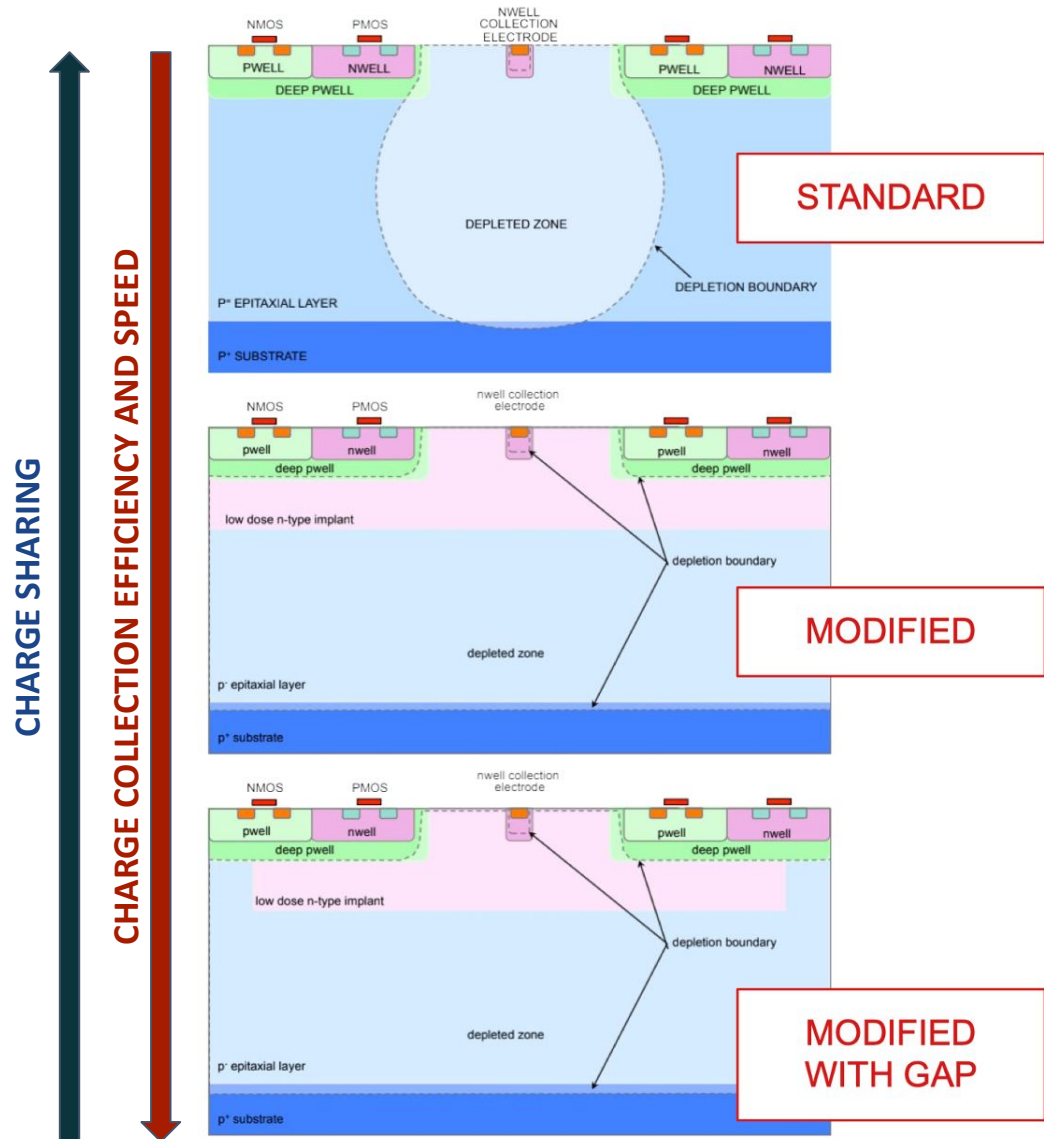 CHARGE SHARING
CHARGE COLLECTION EFFICIENCY AND SPEED
NMOS
PMOS
NWELL
COLLECTION
ELECTRODE
PWELL
NWELL
PWELL
NWELL
DEEP PWELL
DEEP PWELL
STANDARD
DEPLETED ZONE
DEPLETION BOUNDARY
P⁼ EPITAXIAL LAYER
P⁺ SUBSTRATE
NMOS
PMOS
nwell collection
electrode
pwell
nwell
pwell
nwell
deep pwell
deep pwell
low dose n-type implant
depletion boundary
MODIFIED
depleted zone
p⁻ epitaxial layer
p⁺ substrate
NMOS
PMOS
nwell collection
electrode
pwell
nwell
pwell
nwell
deep pwell
deep pwell
low dose n-type implant
depletion boundary
depleted zone
MODIFIED
WITH GAP
p⁻ epitaxial layer
p⁺ substrate